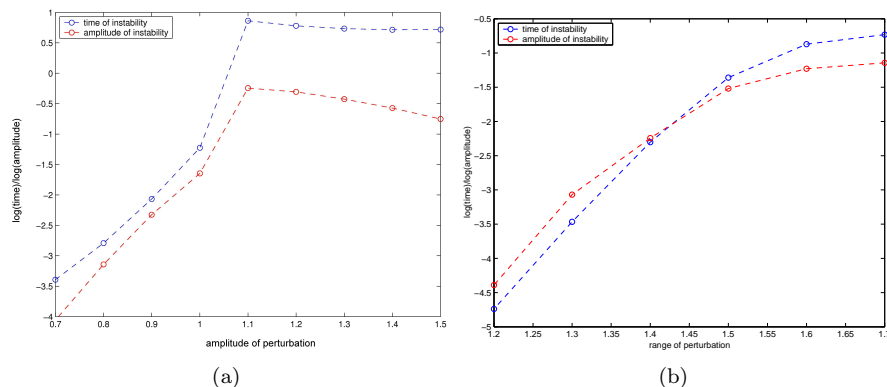 time of instability
amplitude of instability
log(time)/log(amplitude)
1
0.5
0
−0.5
−1
−1.5
−2
−2.5
−3
−3.5
−4
0.7 0.8 0.9 1 1.1 1.2 1.3 1.4 1.5
amplitude of perturbation
(a)
time of instability
amplitude of instability
log(time)/log(amplitude)
−0.5
−1
−1.5
−2
−2.5
−3
−3.5
−4
−4.5
−5
1.2 1.25 1.3 1.35 1.4 1.45 1.5 1.55 1.6 1.65 1.7
range of perturbation
(b)